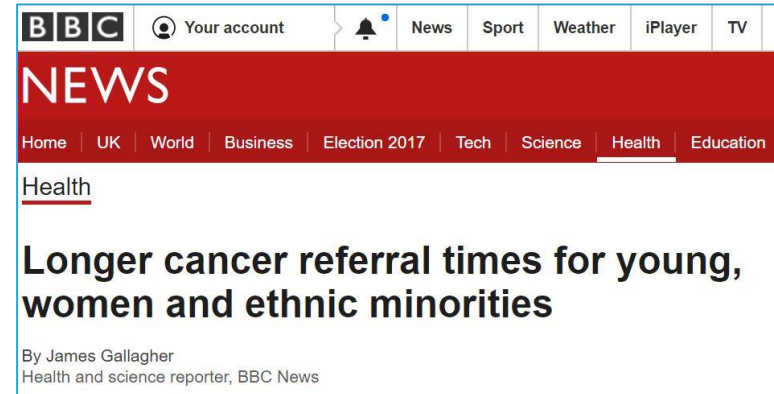 BBC Your account News Sport Weather iPlayer TV
NEWS
Home UK World Business Election 2017 Tech Science Health Education
Health
Longer cancer referral times for young,
women and ethnic minorities
By James Gallagher
Health and science reporter, BBC News